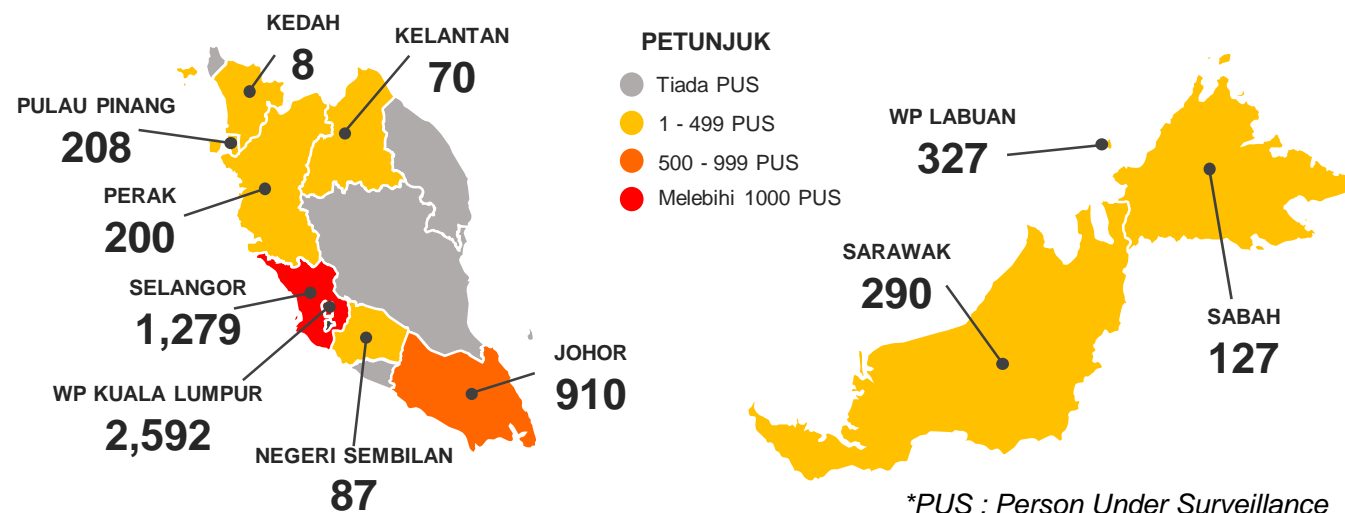 KEDAH
8
KELANTAN
70
PULAU PINANG
208
PERAK
200
SELANGOR
1,279
WP KUALA LUMPUR
2,592
NEGERI SEMBILAN
87
JOHOR
910
PETUNJUK
Tiada PUS
1 - 499 PUS
500 - 999 PUS
Melebihi 1000 PUS
WP LABUAN
327
SARAWAK
290
SABAH
127
*PUS : Person Under Surveillance